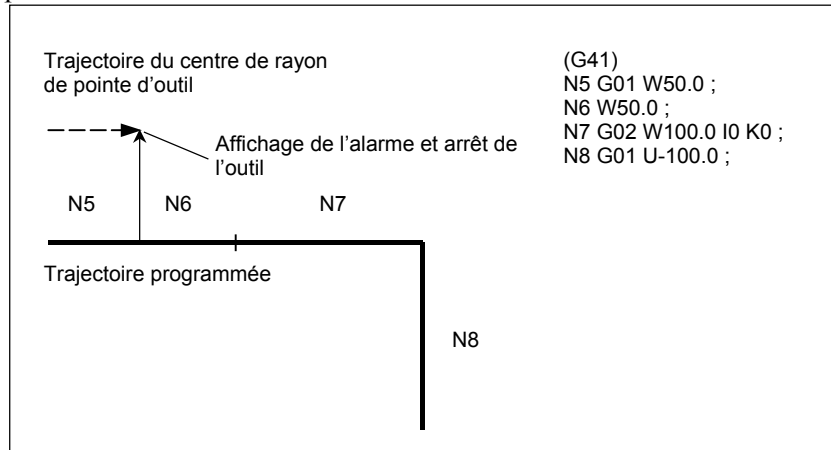 Trajectoire du centre de rayon
de pointe d'outil
(G41)
N5 G01 W50.0 ;
N6 W50.0 ;
N7 G02 W100.0 I0 K0 ;
N8 G01 U-100.0 ;
Affichage de l'alarme et arrêt de
l'outil
N5
N6
N7
Trajectoire programmée
N8